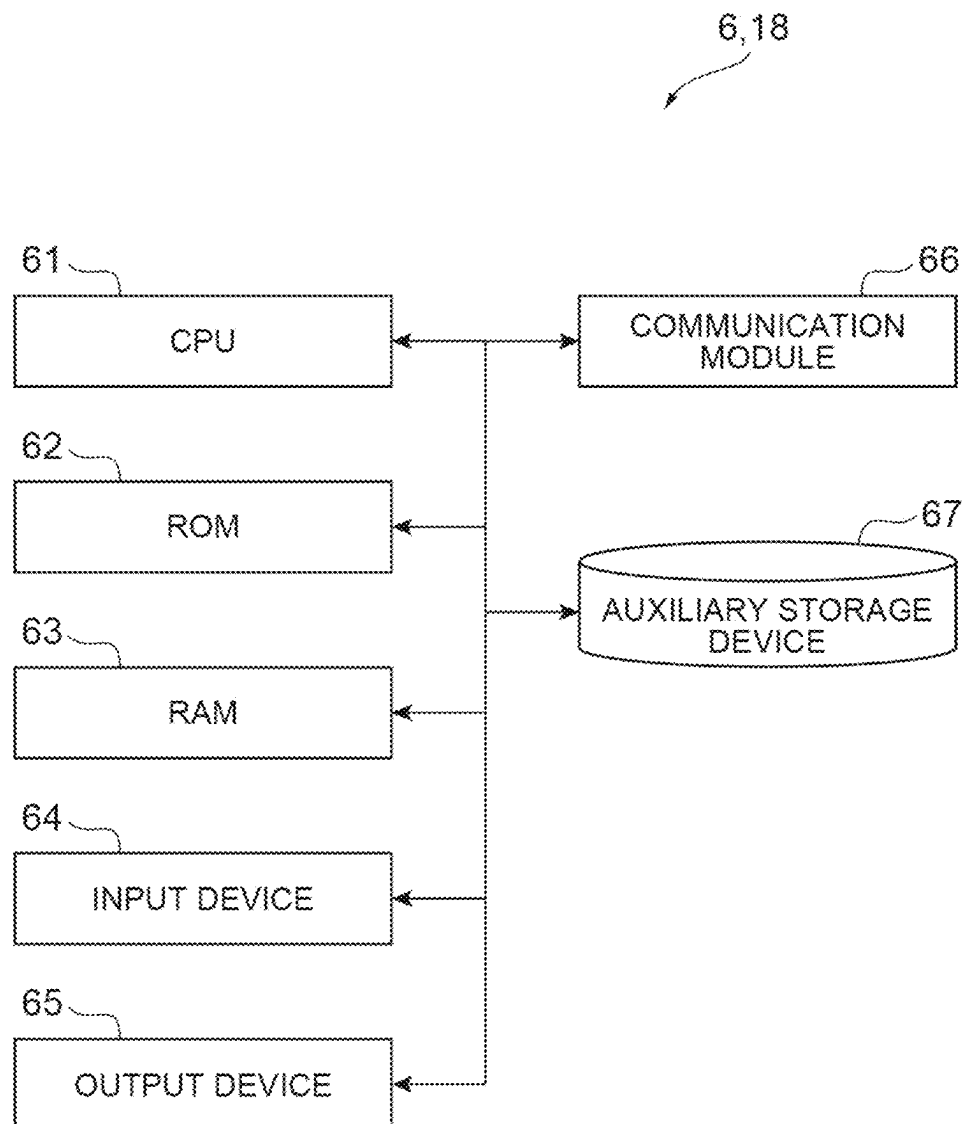 6,18
61
CPU
66
COMMUNICATION
MODULE
62
ROM
67
AUXILIARY STORAGE
DEVICE
63
RAM
64
INPUT DEVICE
65
OUTPUT DEVICE